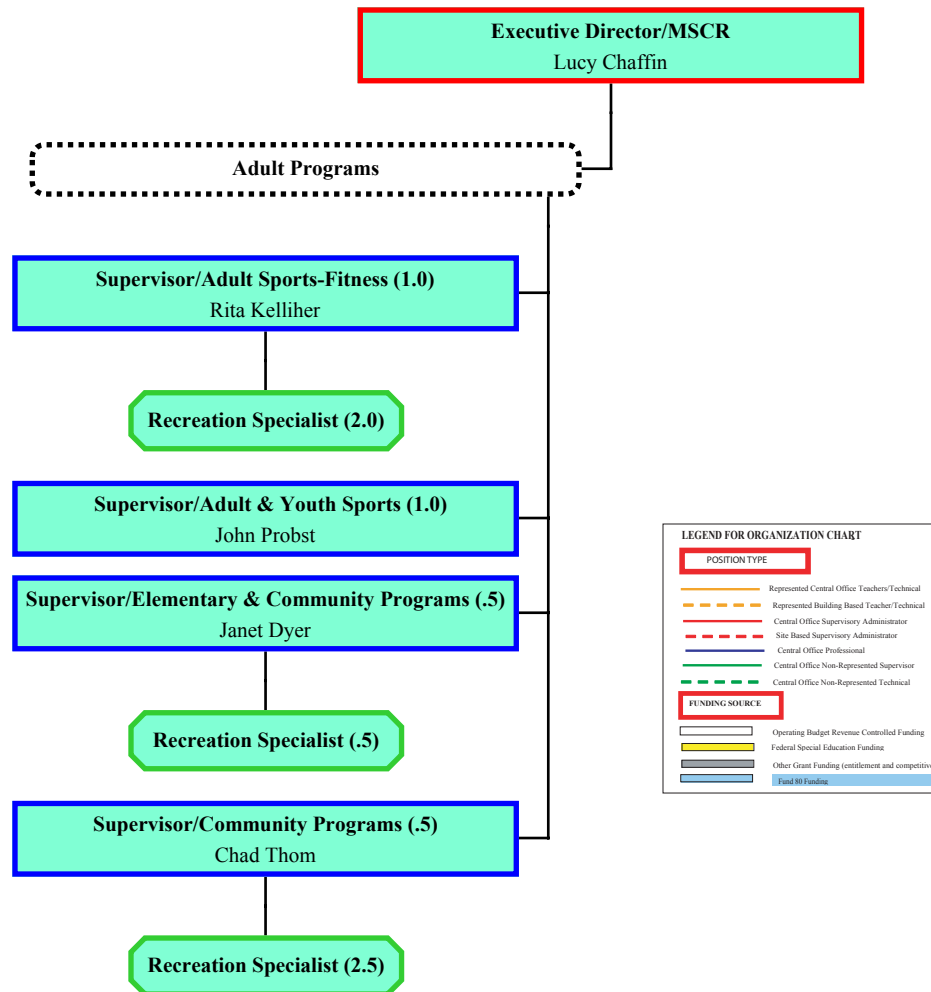 Executive Director/MSCR
Lucy Chaffin
Adult Programs
Supervisor/Adult Sports-Fitness (1.0)
Rita Kelliher
Recreation Specialist (2.0)
Supervisor/Adult & Youth Sports (1.0)
John Probst
Supervisor/Elementary & Community Programs (.5)
Janet Dyer
Recreation Specialist (.5)
Supervisor/Community Programs (.5)
Chad Thom
Recreation Specialist (2.5)
LEGEND FOR ORGANIZATION CHART
POSITION TYPE
Represented Central Office Teachers/Technical
Represented Building Based Teacher/Technical
Central Office Supervisory Administrator
Site Based Supervisory Administrator
Central Office Professional
Central Office Non-Represented Supervisor
Central Office Non-Represented Technical
FUNDING SOURCE
Operating Budget Revenue Controlled Funding
Federal Special Education Funding
Other Grant Funding (entitlement and competitive
Fund 80 Funding